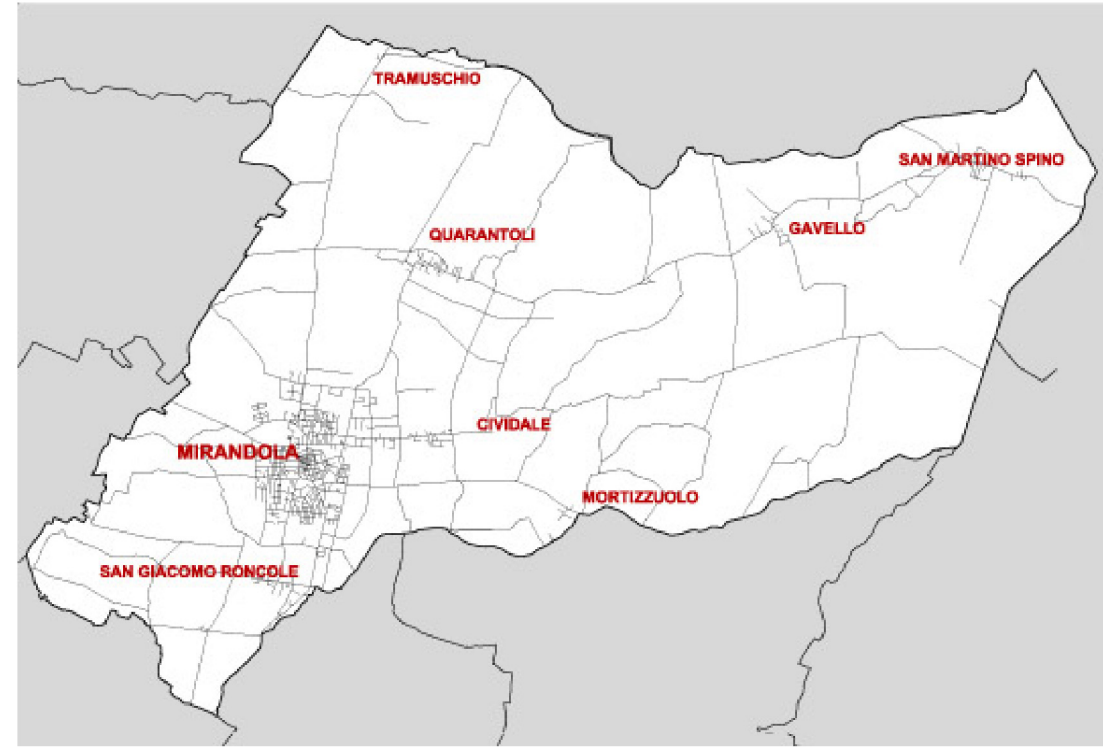 TRAMUSCHIO
SAN MARTINO SPINO
QUARANTOLI
GAVELLO
CIVIDALE
MIRANDOLA
MORTIZZUOLO
SAN GIACOMO RONCOLE